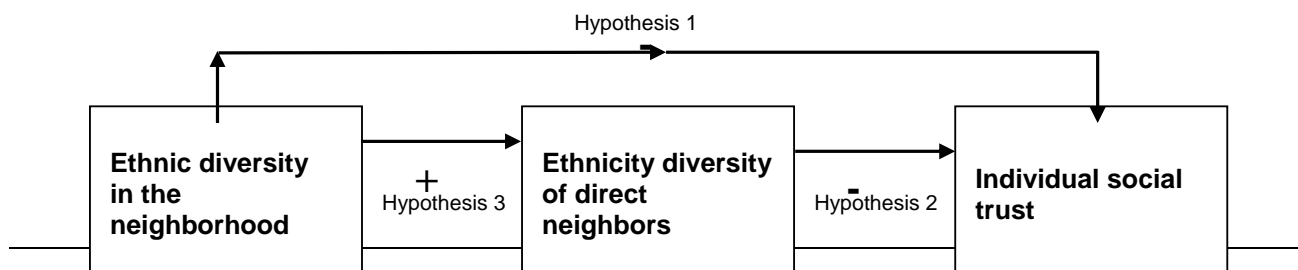 Hypothesis 1
-
Ethnic diversity
in the
neighborhood
+
Hypothesis 3
Ethnicity diversity
of direct
neighbors
-
Hypothesis 2
Individual social
trust